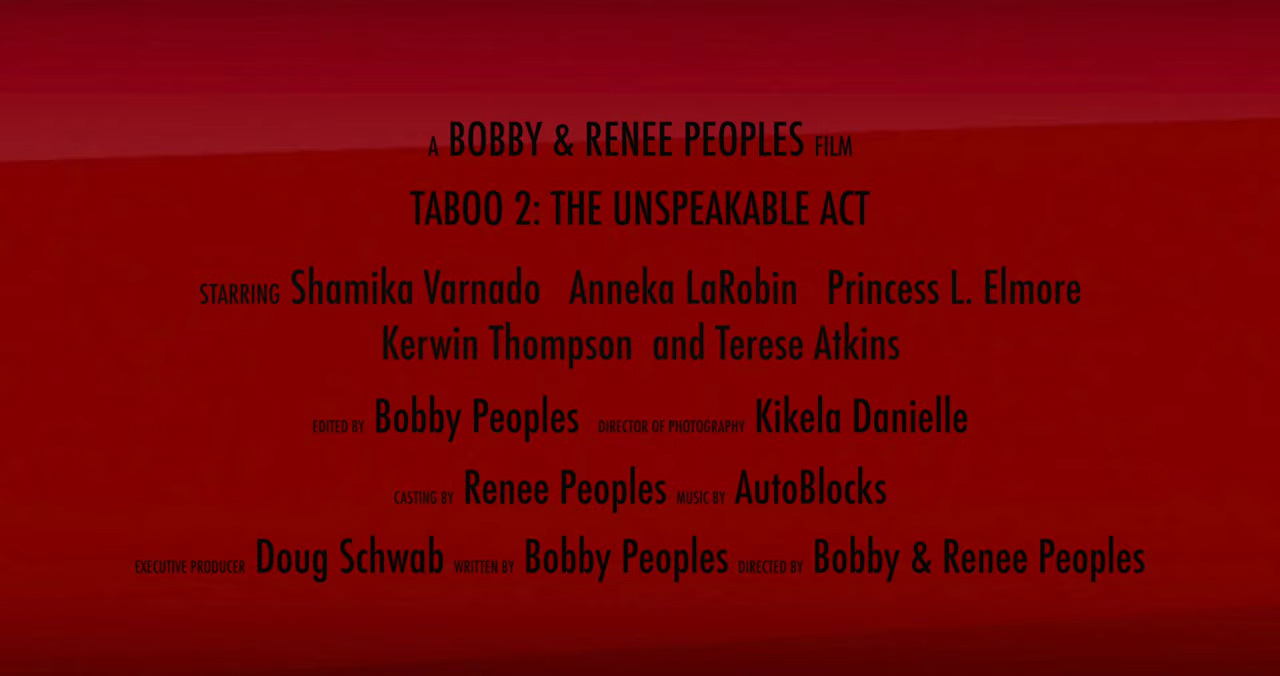 A BOBBY & RENEE PEOPLES FILM
TABOO 2: THE UNSPEAKABLE ACT
STARRING Shamika Varnado Anneka LaRobin Princess L. Elmore
Kerwin Thompson and Terese Atkins
EDITED BY Bobby Peoples DIRECTOR OF PHOTOGRAPHY Kikela Danielle
CASTING BY Renee Peoples MUSIC BY AutoBlocks
EXECUTIVE PRODUCER Doug Schwab WRITTEN BY Bobby Peoples DIRECTED BY Bobby & Renee Peoples